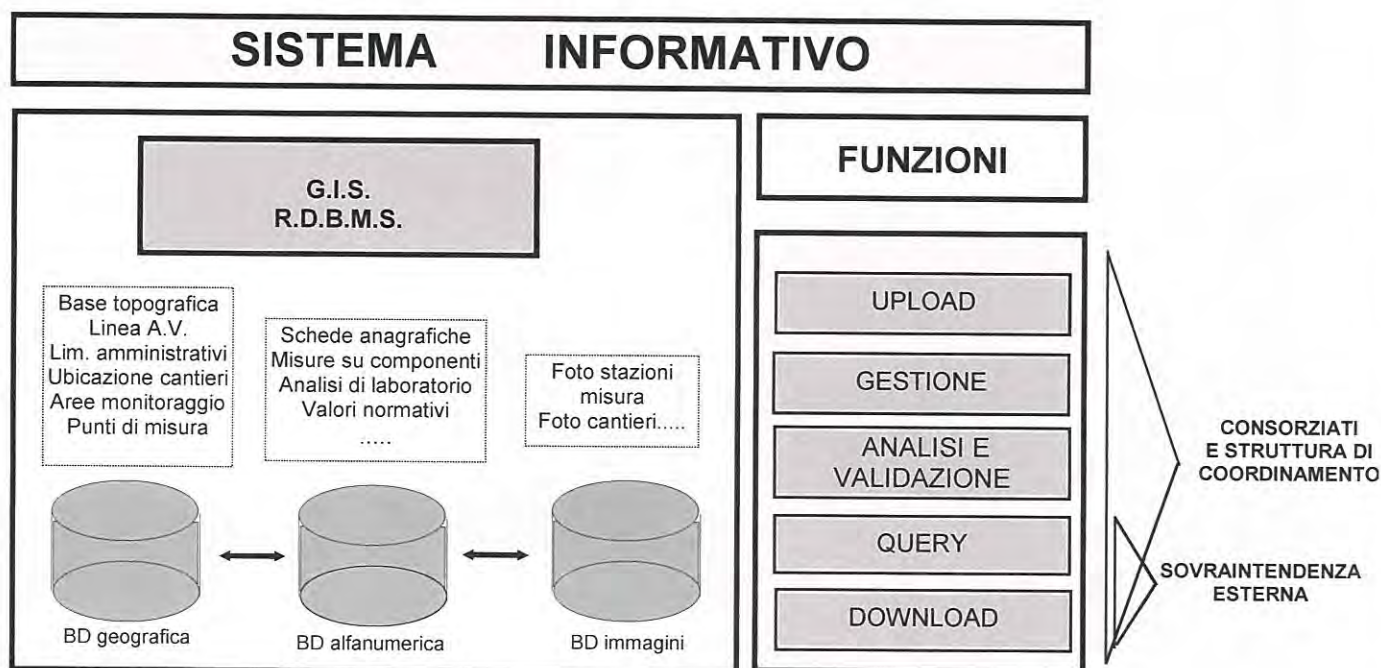 SISTEMA INFORMATIVO
G.I.S.
R.D.B.M.S.
Base topografica
Linea A.V.
Lim. amministrativi
Ubicazione cantieri
Aree monitoraggio
Punti di misura
Schede anagrafiche
Misure su componenti
Analisi di laboratorio
Valori normativi
.....
Foto stazioni
misura
Foto cantieri.....
BD geografica
BD alfanumerica
BD immagini
FUNZIONI
UPLOAD
GESTIONE
ANALISI E
VALIDAZIONE
QUERY
DOWNLOAD
CONSORZIATI
E STRUTTURA DI
COORDINAMENTO
SOVRAINTENDENZA
ESTERNA